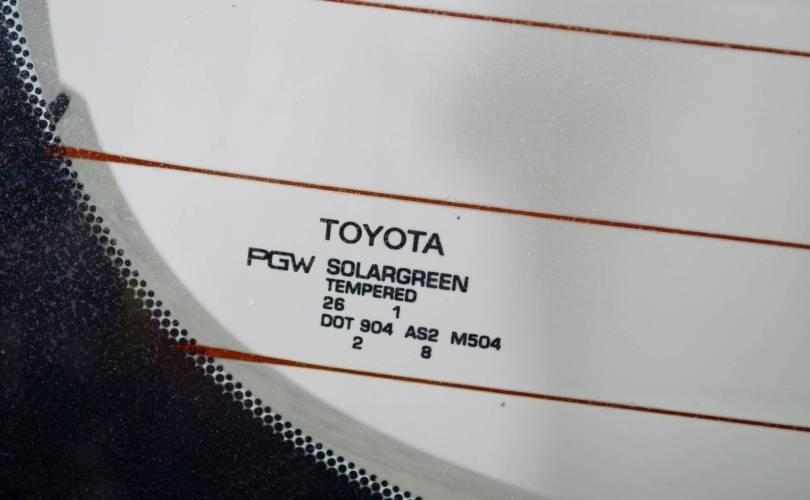 TOYOTA
PGW SOLARGREEN
TEMPERED
26 1
DOT 904 AS2 M504
2 8